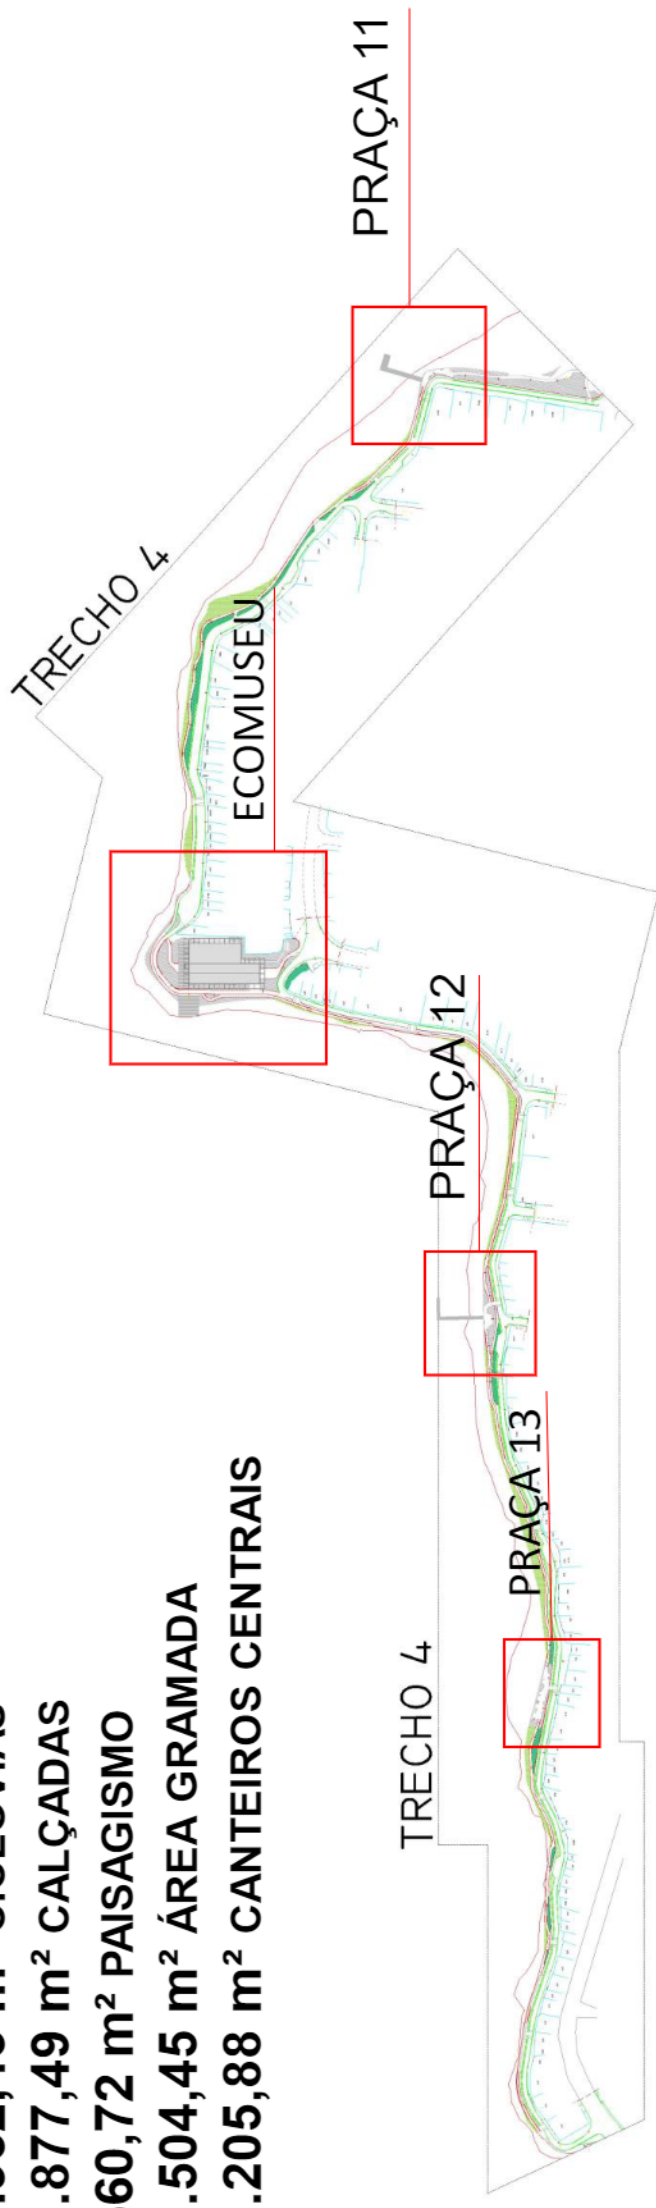 .877,49 m² CALÇADAS
60,72 m² PAISAGISMO
.504,45 m² ÁREA GRAMADA
.205,88 m² CANTEIROS CENTRAIS
TRECHO 4
PRAÇA 13
PRAÇA 12
ECOMUSEU
TRECHO 4
PRAÇA 11